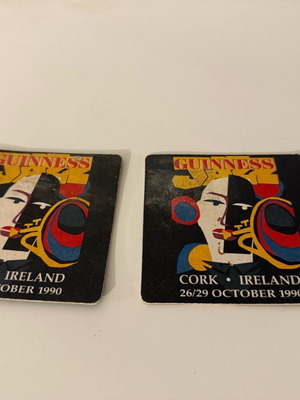 GUINNESS
IRELAND
OBER 1990
GUINNESS
CORK • IRELAND
26/29 OCTOBER 1990